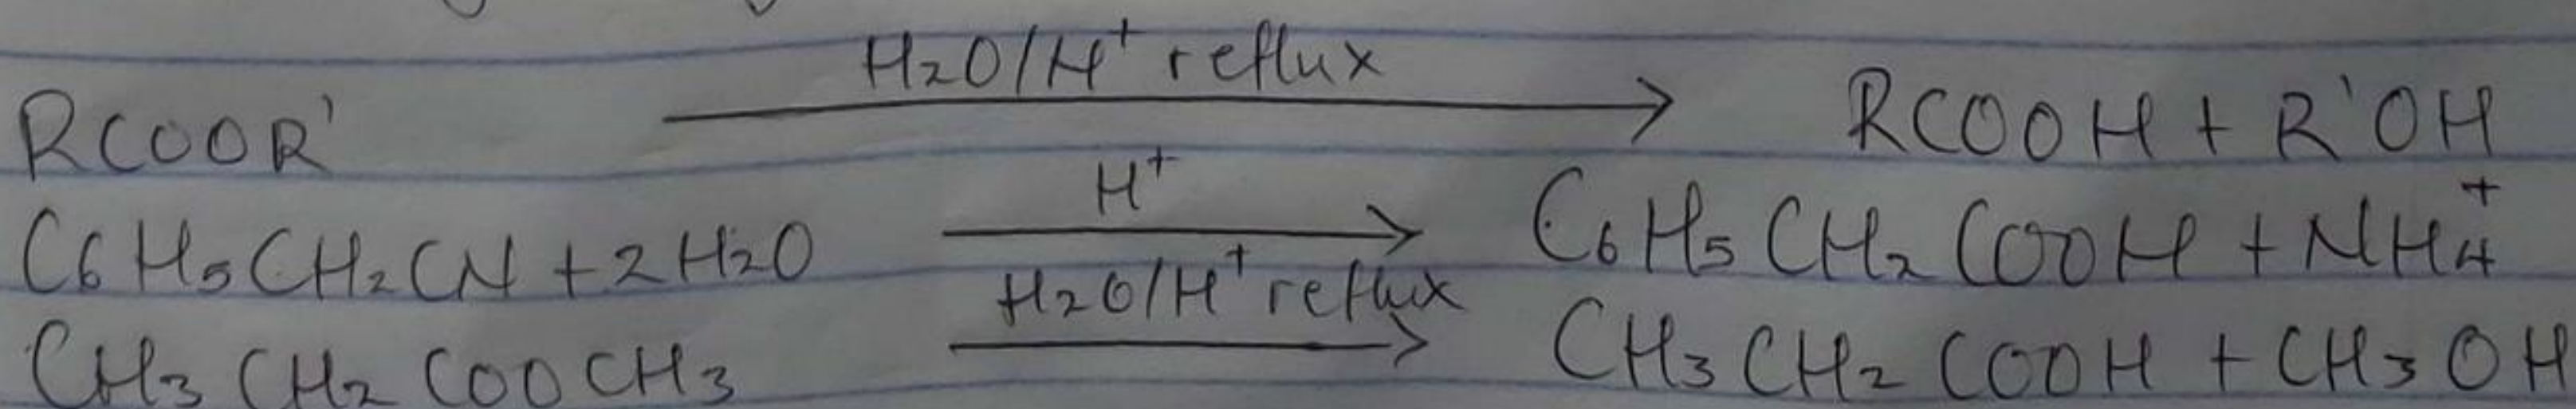 H₂O/H⁺ reflux
RCOOR' ⟶ RCOOH + R'OH
H⁺
C₆H₅CH₂CN + 2H₂O ⟶ C₆H₅CH₂COOH + NH₄⁺
H₂O/H⁺ reflux
CH₃CH₂COOCH₃ ⟶ CH₃CH₂COOH + CH₃OH